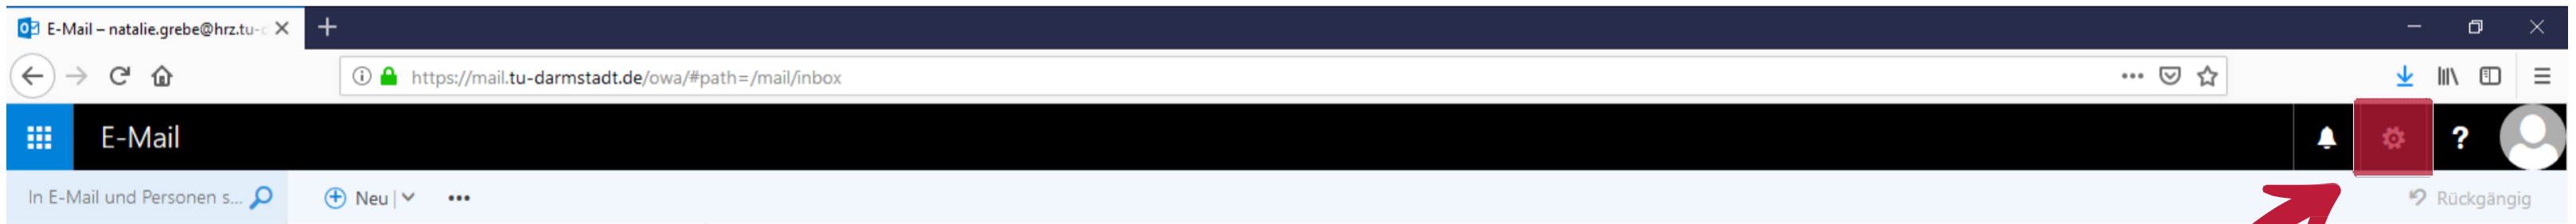 E-Mail – natalie.grebe@hrz.tu-d
https://mail.tu-darmstadt.de/owa/#path=/mail/inbox
E-Mail
?
In E-Mail und Personen s...
Neu
Rückgängig